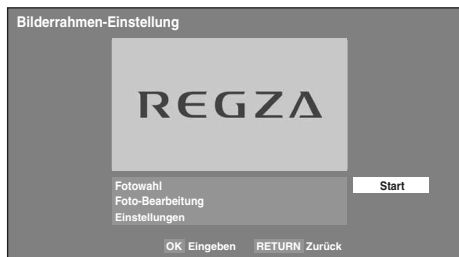 Bilderrahmen-Einstellung
REGZA
Fotowahl
Start
Foto-Bearbeitung
Einstellungen
OK Eingeben RETURN Zurück